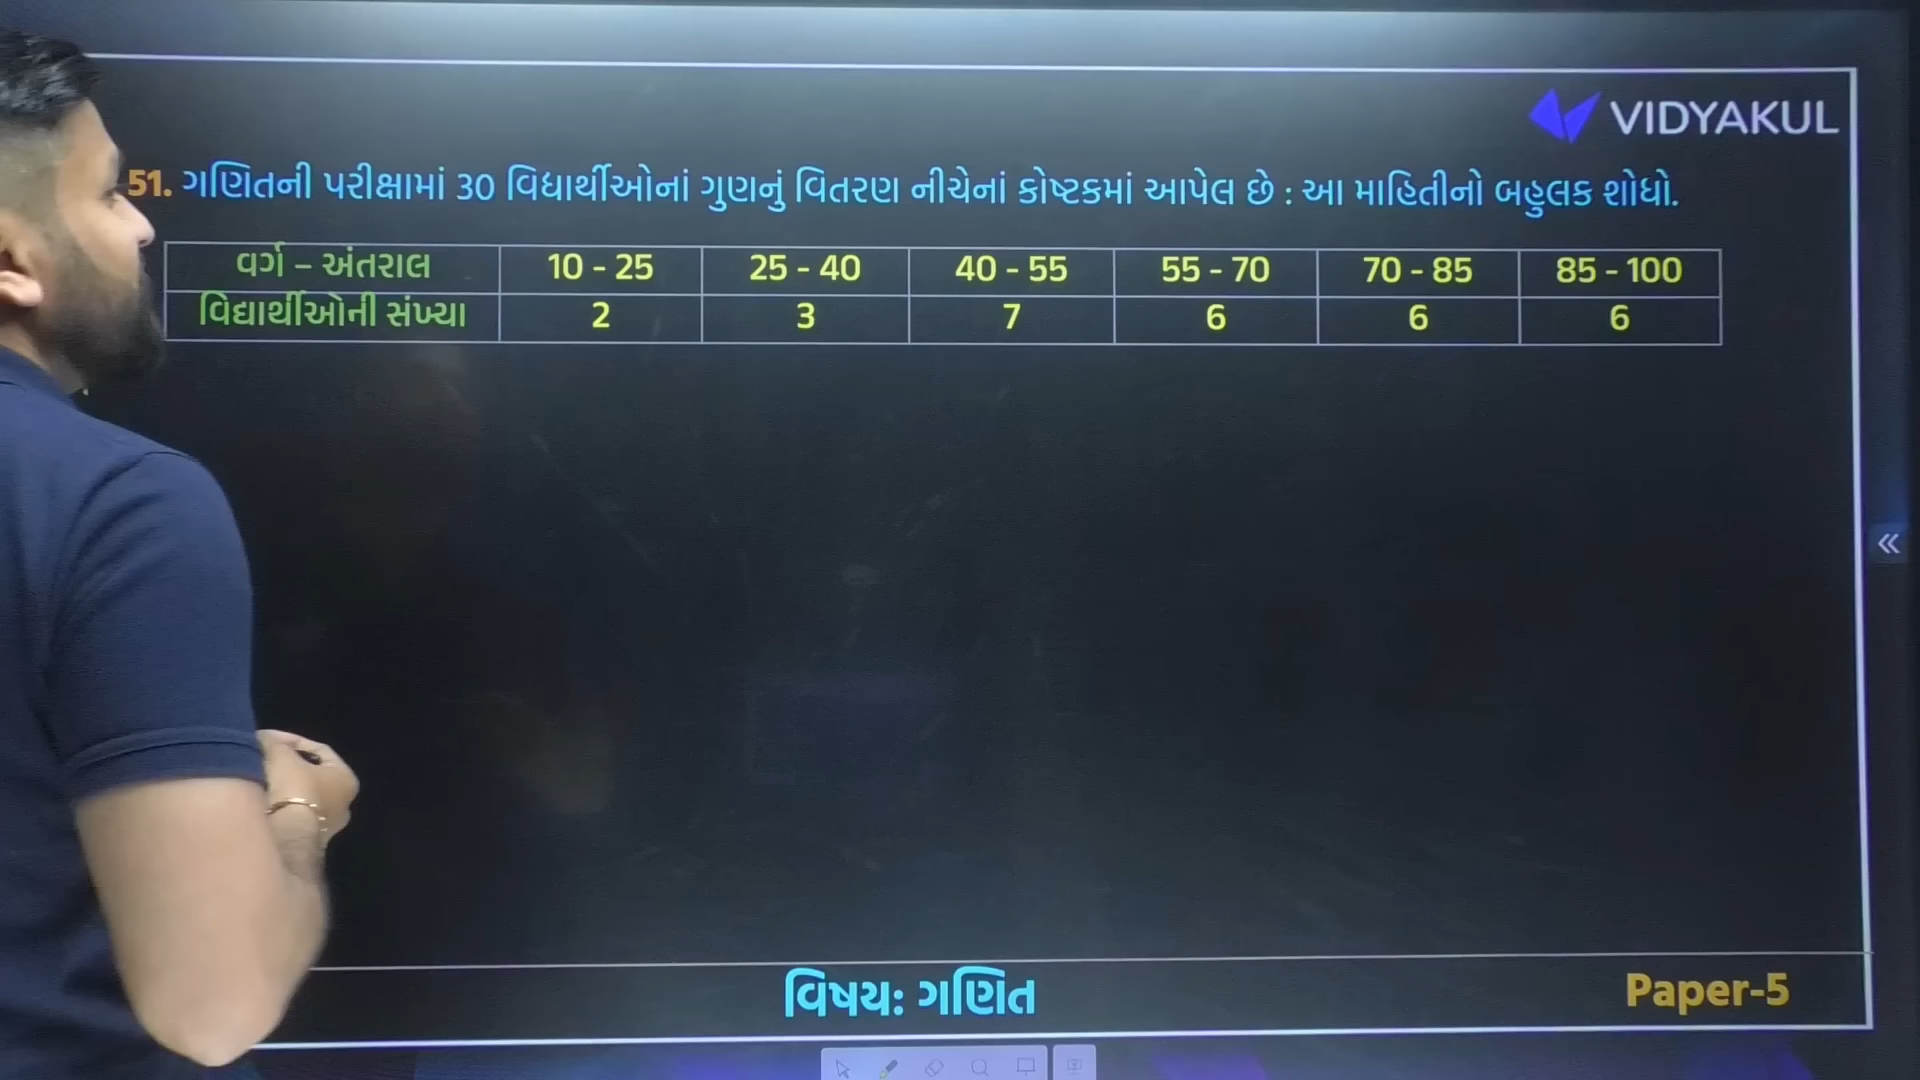 VIDYAKUL
51. ગણિતની પરીક્ષામાં 30 વિદ્યાર્થીઓનાં ગુણનું વિતરણ નીચેનાં કોષ્ટકમાં આપેલ છે : આ માહિતીનો બહુલક શોધો.
વર્ગ – અંતરાલ 10 - 25 25 - 40 40 - 55 55 - 70 70 - 85 85 - 100
વિદ્યાર્થીઓની સંખ્યા 2 3 7 6 6 6
વિષય: ગણિત Paper-5